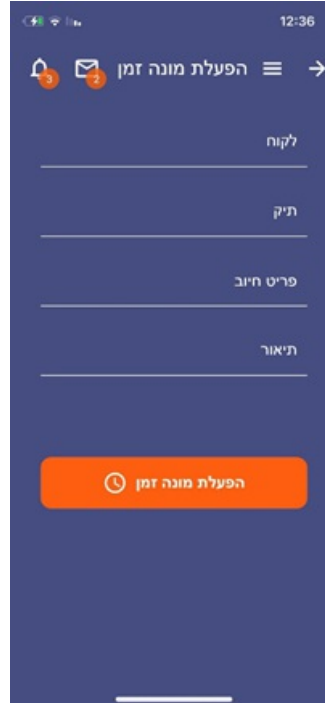 12:36
הפעלת מונה זמן 2 3
לקוח
תיק
פריט חיוב
תיאור
הפעלת מונה זמן